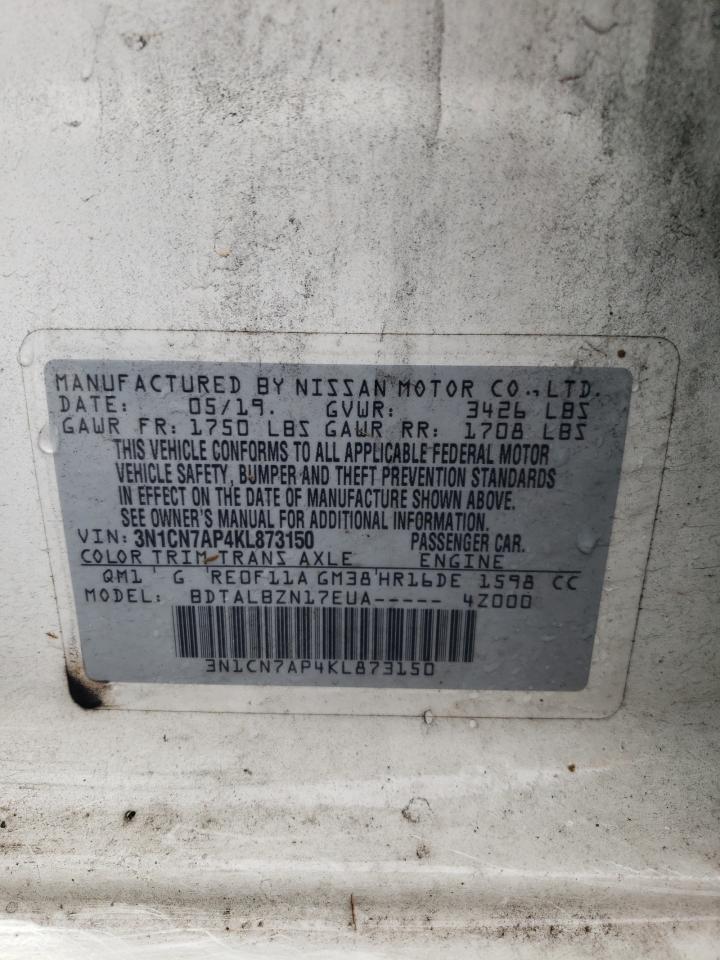 MANUFACTURED BY NISSAN MOTOR CO.,LTD.
DATE: 05/19. GVWR: 3426 LBS
GAWR FR: 1750 LBS GAWR RR: 1708 LBS
THIS VEHICLE CONFORMS TO ALL APPLICABLE FEDERAL MOTOR
VEHICLE SAFETY, BUMPER AND THEFT PREVENTION STANDARDS
IN EFFECT ON THE DATE OF MANUFACTURE SHOWN ABOVE.
SEE OWNER'S MANUAL FOR ADDITIONAL INFORMATION.
VIN: 3N1CN7AP4KL873150 PASSENGER CAR.
COLOR TRIM TRANS AXLE ENGINE
QM1 G RE0F11A GM38 HR16DE 1598 CC
MODEL: BDTALBZN17EUA----- 4Z000
3N1CN7AP4KL873150